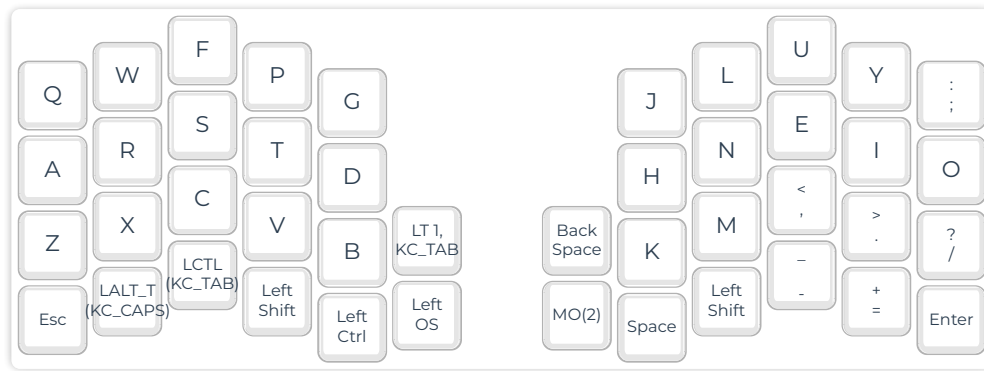 Q
W
F
P
G
J
L
U
Y
:
;
A
R
S
T
D
H
N
E
I
O
Z
X
C
V
B
LT 1,
KC_TAB
Back
Space
K
M
<
,
>
.
?
/
Esc
LALT_T
(KC_CAPS)
LCTL
(KC_TAB)
Left
Shift
Left
Ctrl
Left
OS
MO(2)
Space
Left
Shift
_
-
+
=
Enter